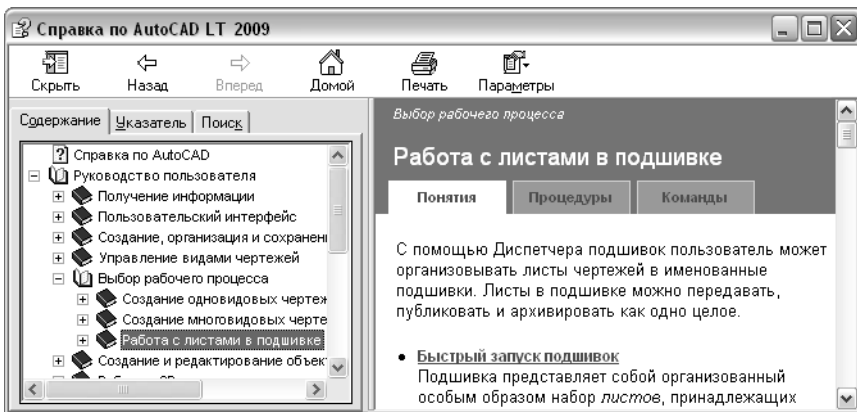 Справка по AutoCAD LT 2009
Скрыть Назад Вперед Домой Печать Параметры
Содержание Указатель Поиск
Справка по AutoCAD
Руководство пользователя
Получение информации
Пользовательский интерфейс
Создание, организация и сохранени
Управление видами чертежей
Выбор рабочего процесса
Создание одновидовых чертеж
Создание многовидовых черте
Работа с листами в подшивке
Создание и редактирование объек
Выбор рабочего процесса
Работа с листами в подшивке
Понятия Процедуры Команды
С помощью Диспетчера подшивок пользователь может
организовывать листы чертежей в именованные
подшивки. Листы в подшивке можно передавать,
публиковать и архивировать как одно целое.
• Быстрый запуск подшивок
Подшивка представляет собой организованный
особым образом набор листов, принадлежащих